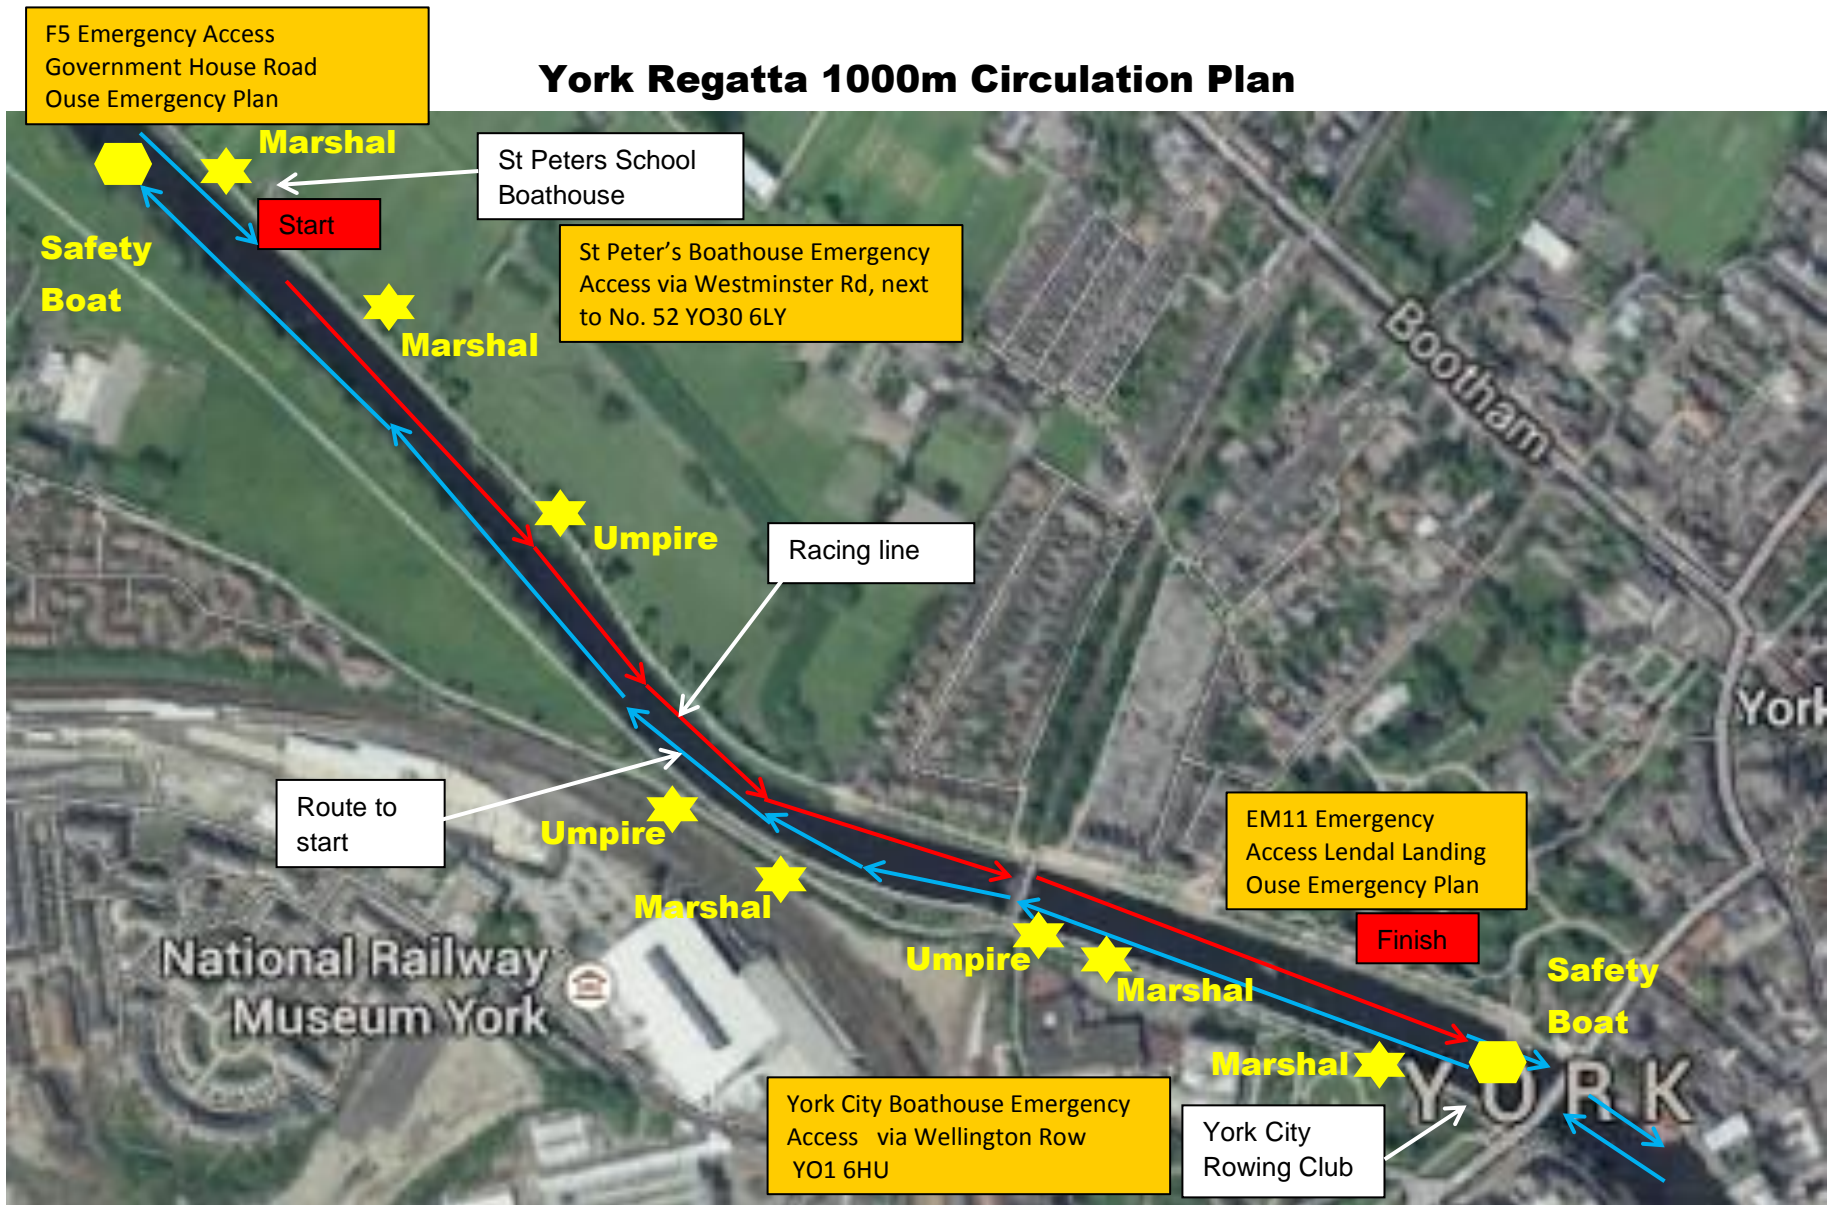 F5 Emergency Access
Government House Road
Ouse Emergency Plan
York Regatta 1000m Circulation Plan
Marshal
St Peters School
Boathouse
Start
Safety
Boat
St Peter’s Boathouse Emergency
Access via Westminster Rd, next
to No. 52 YO30 6LY
Marshal
Bootham
Umpire
Racing line
York
Route to
start
Umpire
Marshal
EM11 Emergency
Access Lendal Landing
Ouse Emergency Plan
Finish
National Railway
Museum York
Umpire
Marshal
Safety
Boat
Marshal
YORK
York City Boathouse Emergency
Access   via Wellington Row
YO1 6HU
York City
Rowing Club